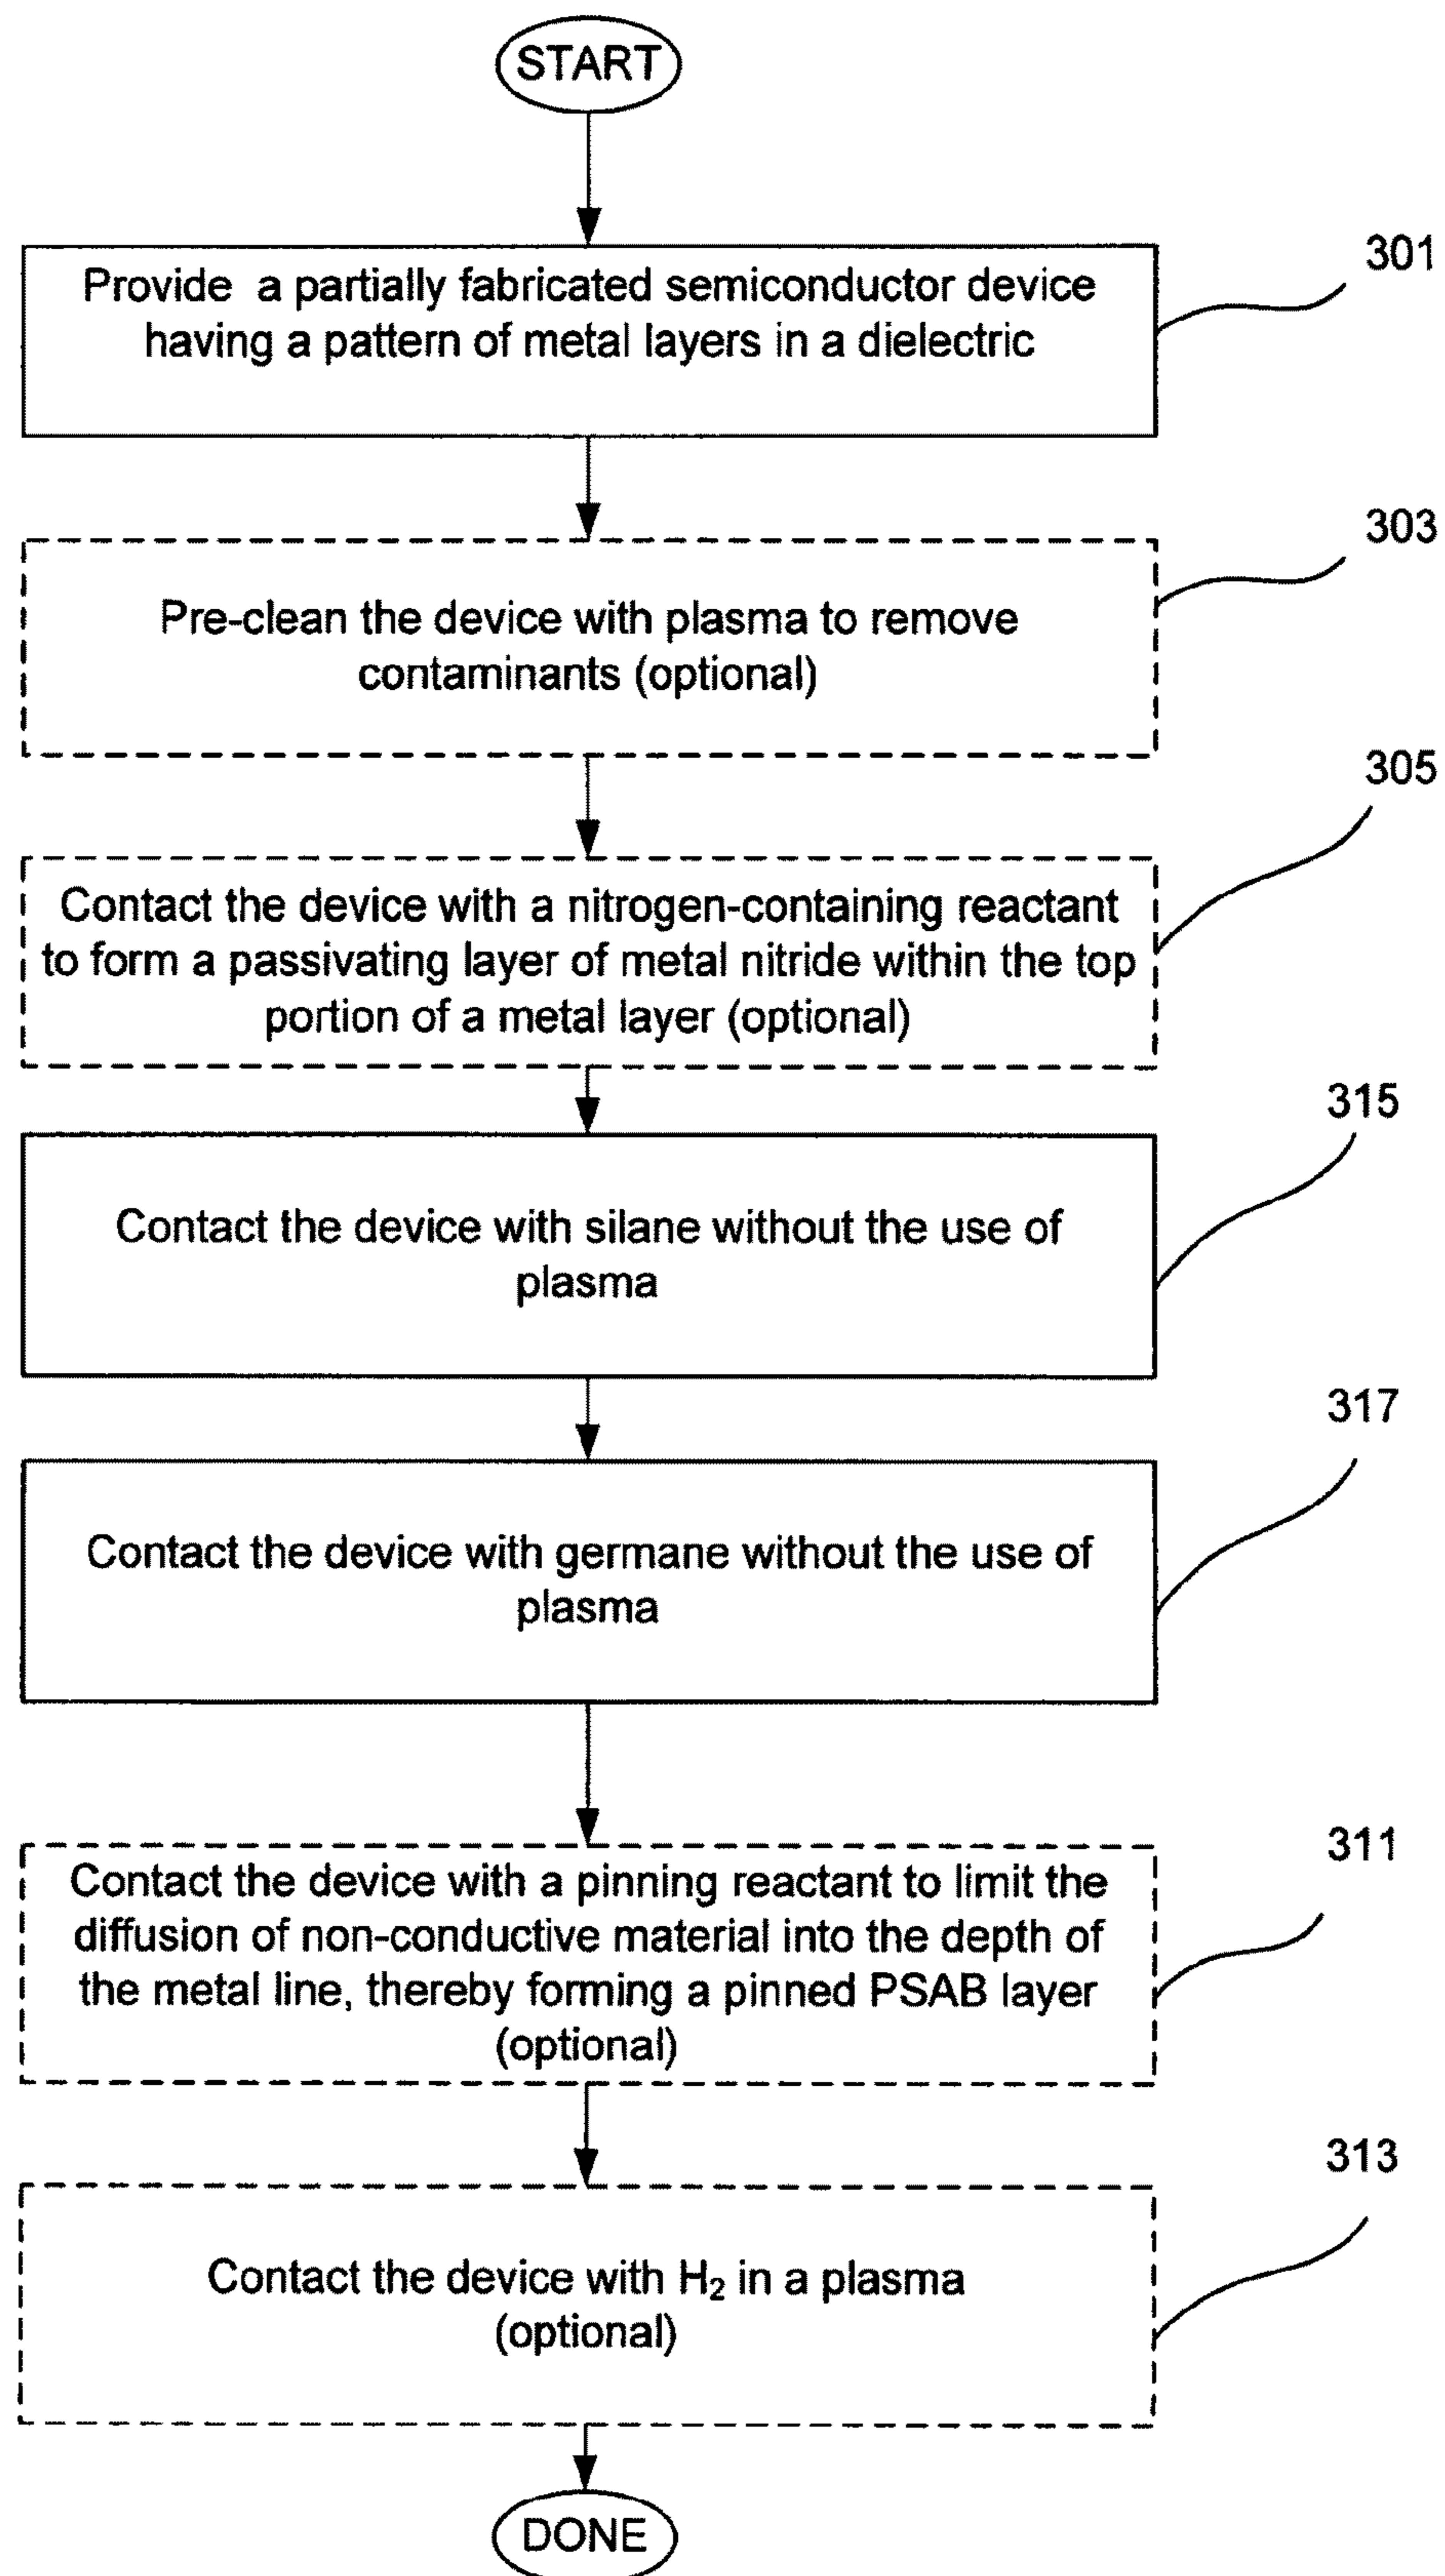 START
301
Provide a partially fabricated semiconductor device
having a pattern of metal layers in a dielectric
303
Pre-clean the device with plasma to remove
contaminants (optional)
305
Contact the device with a nitrogen-containing reactant
to form a passivating layer of metal nitride within the top
portion of a metal layer (optional)
315
Contact the device with silane without the use of
plasma
317
Contact the device with germane without the use of
plasma
311
Contact the device with a pinning reactant to limit the
diffusion of non-conductive material into the depth of
the metal line, thereby forming a pinned PSAB layer
(optional)
313
Contact the device with H₂ in a plasma
(optional)
DONE